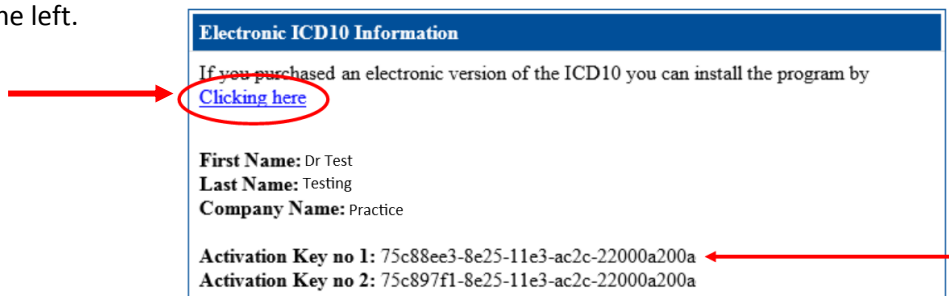 he left.
Electronic ICD10 Information
If you purchased an electronic version of the ICD10 you can install the program by
Clicking here
First Name: Dr Test
Last Name: Testing
Company Name: Practice
Activation Key no 1: 75c88ee3-8e25-11e3-ac2c-22000a200a
Activation Key no 2: 75c897f1-8e25-11e3-ac2c-22000a200a